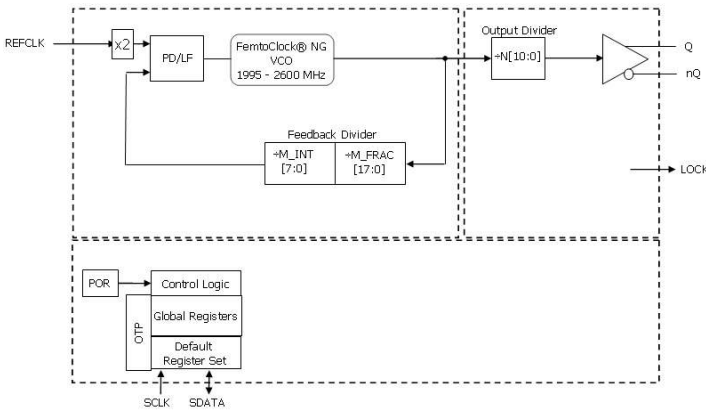 REFCLK
x2
PD/LF
FemtoClock® NG
VCO
1995 - 2600 MHz
Output Divider
÷N[10:0]
Q
nQ
Feedback Divider
÷M_INT
[7:0]
÷M_FRAC
[17:0]
LOCK
POR
Control Logic
OTP
Global Registers
Default
Register Set
SCLK
SDATA